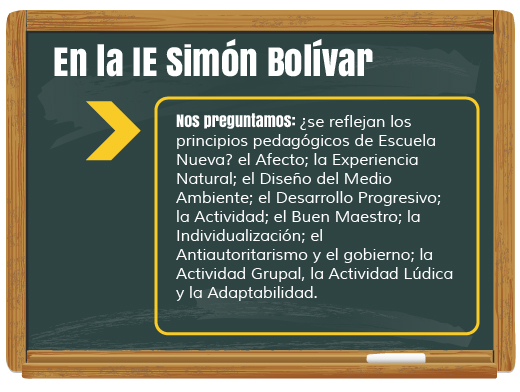 En la IE Simón Bolívar
Nos preguntamos: ¿se reflejan los
principios pedagógicos de Escuela
Nueva? el Afecto; la Experiencia
Natural; el Diseño del Medio
Ambiente; el Desarrollo Progresivo;
la Actividad; el Buen Maestro; la
Individualización; el
Antiautoritarismo y el gobierno; la
Actividad Grupal, la Actividad Lúdica
y la Adaptabilidad.